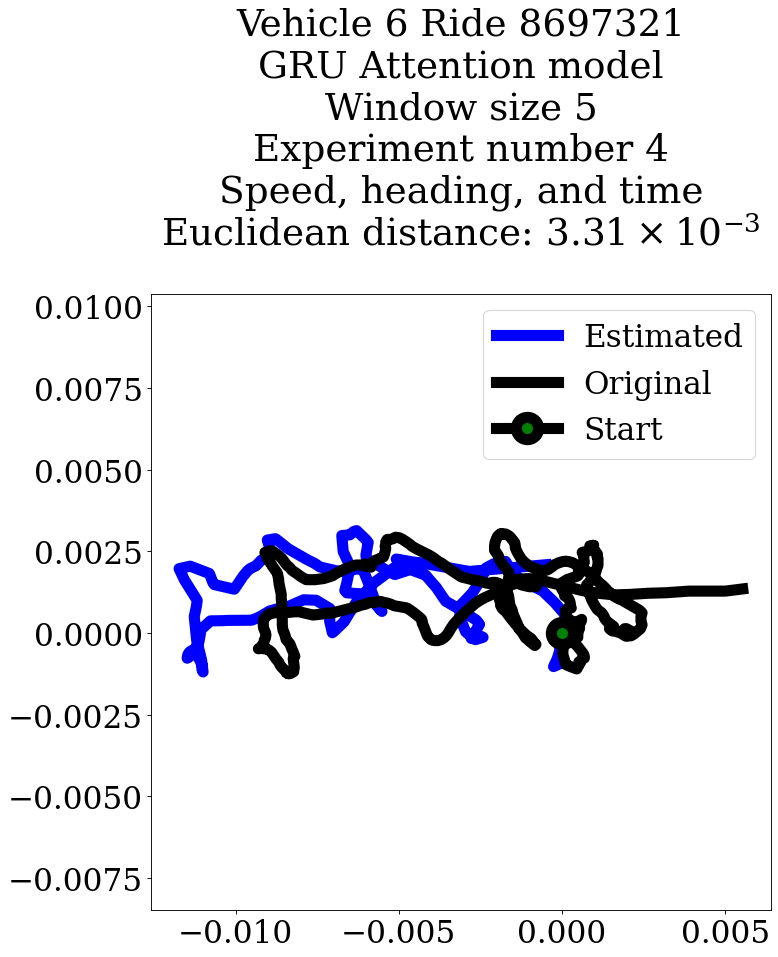 Vehicle 6 Ride 8697321
GRU Attention model
Window size 5
Experiment number 4
Speed, heading, and time
Euclidean distance: 3.31 × 10⁻³
0.0100
0.0075
0.0050
0.0025
0.0000
−0.0025
−0.0050
−0.0075
Estimated
Original
Start
−0.010
−0.005
0.000
0.005